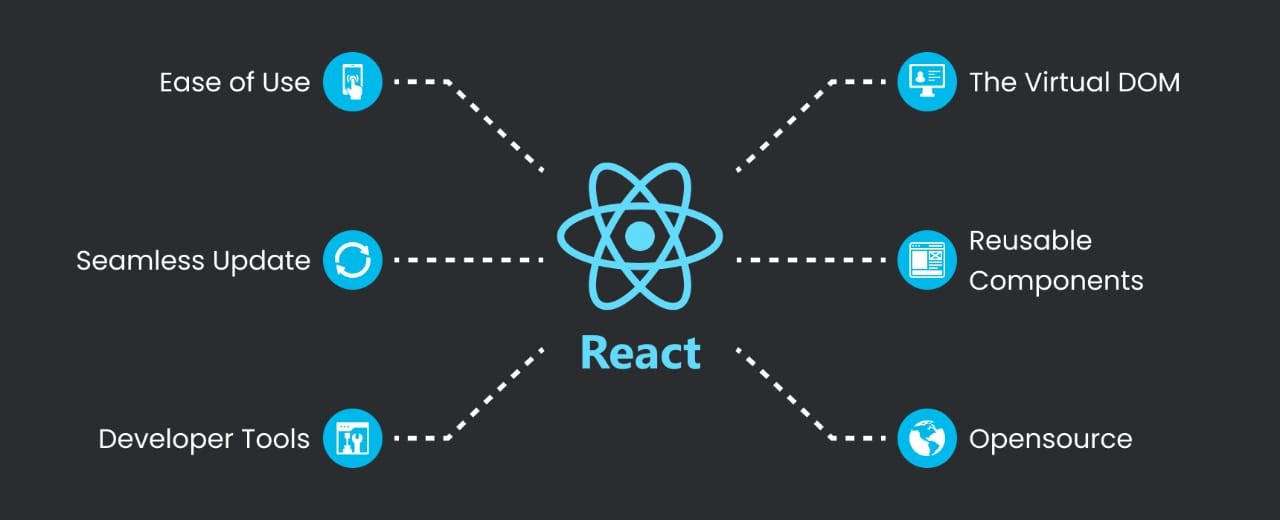 Ease of Use
The Virtual DOM
Seamless Update
Reusable
Components
React
Developer Tools
Opensource